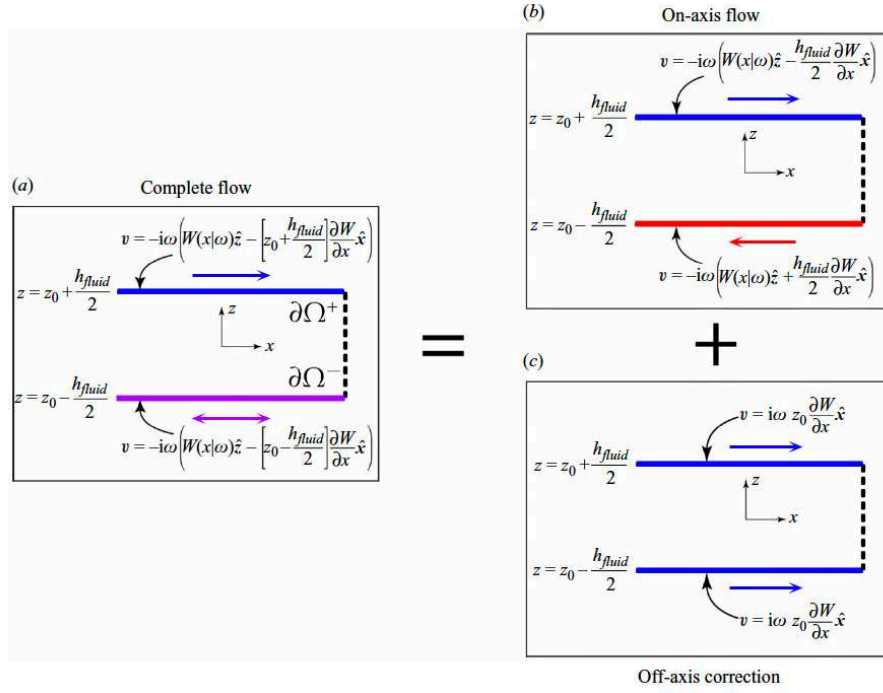 (a)
Complete flow
v = −iω(W(x|ω)ẑ − [z₀ + h_fluid/2] ∂W/∂x x̂)
z = z₀ + h_fluid/2
∂Ω⁺
z
x
∂Ω⁻
z = z₀ − h_fluid/2
v = −iω(W(x|ω)ẑ − [z₀ − h_fluid/2] ∂W/∂x x̂)
=
(b)
On-axis flow
v = −iω(W(x|ω)ẑ − h_fluid/2 ∂W/∂x x̂)
z = z₀ + h_fluid/2
z
x
z = z₀ − h_fluid/2
v = −iω(W(x|ω)ẑ + h_fluid/2 ∂W/∂x x̂)
+
(c)
v = iω z₀ ∂W/∂x x̂
z = z₀ + h_fluid/2
z
x
z = z₀ − h_fluid/2
v = iω z₀ ∂W/∂x x̂
Off-axis correction